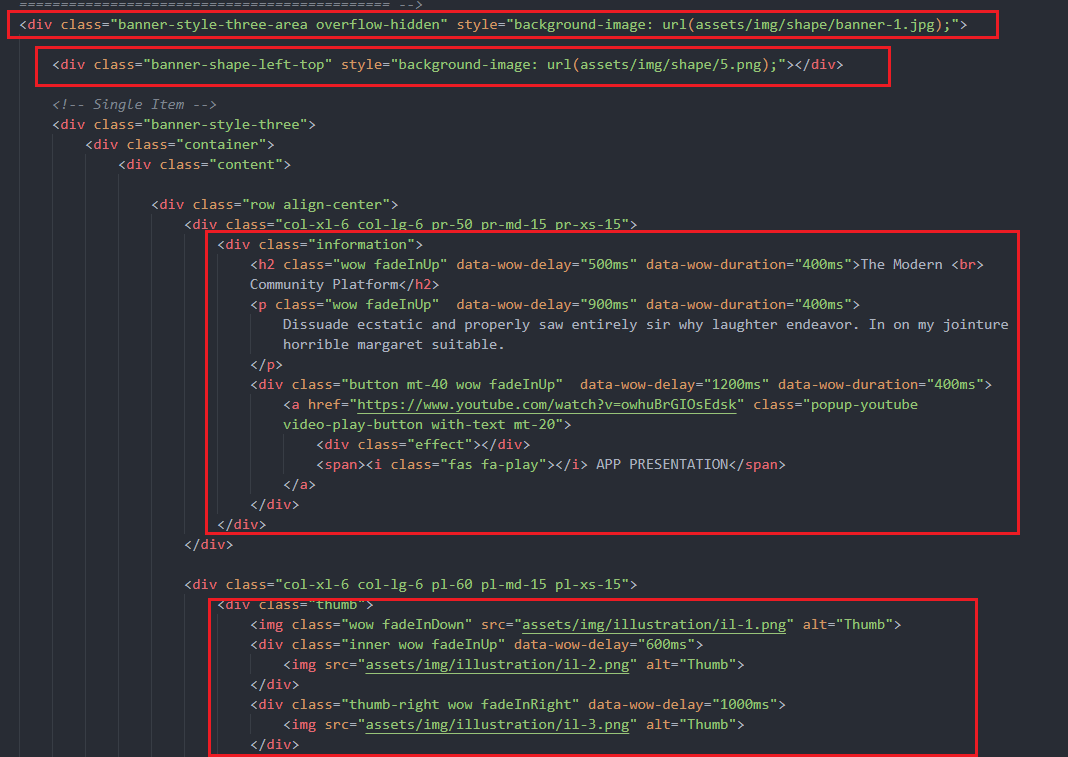 ============================================= -->
<div class="banner-style-three-area overflow-hidden" style="background-image: url(assets/img/shape/banner-1.jpg);">
<div class="banner-shape-left-top" style="background-image: url(assets/img/shape/5.png);"></div>
<!-- Single Item -->
<div class="banner-style-three">
<div class="container">
<div class="content">
<div class="row align-center">
<div class="col-xl-6 col-lg-6 pr-50 pr-md-15 pr-xs-15">
<div class="information">
<h2 class="wow fadeInUp" data-wow-delay="500ms" data-wow-duration="400ms">The Modern <br>
Community Platform</h2>
<p class="wow fadeInUp"  data-wow-delay="900ms" data-wow-duration="400ms">
Dissuade ecstatic and properly saw entirely sir why laughter endeavor. In on my jointure
horrible margaret suitable.
</p>
<div class="button mt-40 wow fadeInUp"  data-wow-delay="1200ms" data-wow-duration="400ms">
<a href="https://www.youtube.com/watch?v=owhuBrGIOsEdsk" class="popup-youtube
video-play-button with-text mt-20">
<div class="effect"></div>
<span><i class="fas fa-play"></i> APP PRESENTATION</span>
</a>
</div>
</div>
</div>
<div class="col-xl-6 col-lg-6 pl-60 pl-md-15 pl-xs-15">
<div class="thumb">
<img class="wow fadeInDown" src="assets/img/illustration/il-1.png" alt="Thumb">
<div class="inner wow fadeInUp" data-wow-delay="600ms">
<img src="assets/img/illustration/il-2.png" alt="Thumb">
</div>
<div class="thumb-right wow fadeInRight" data-wow-delay="1000ms">
<img src="assets/img/illustration/il-3.png" alt="Thumb">
</div>